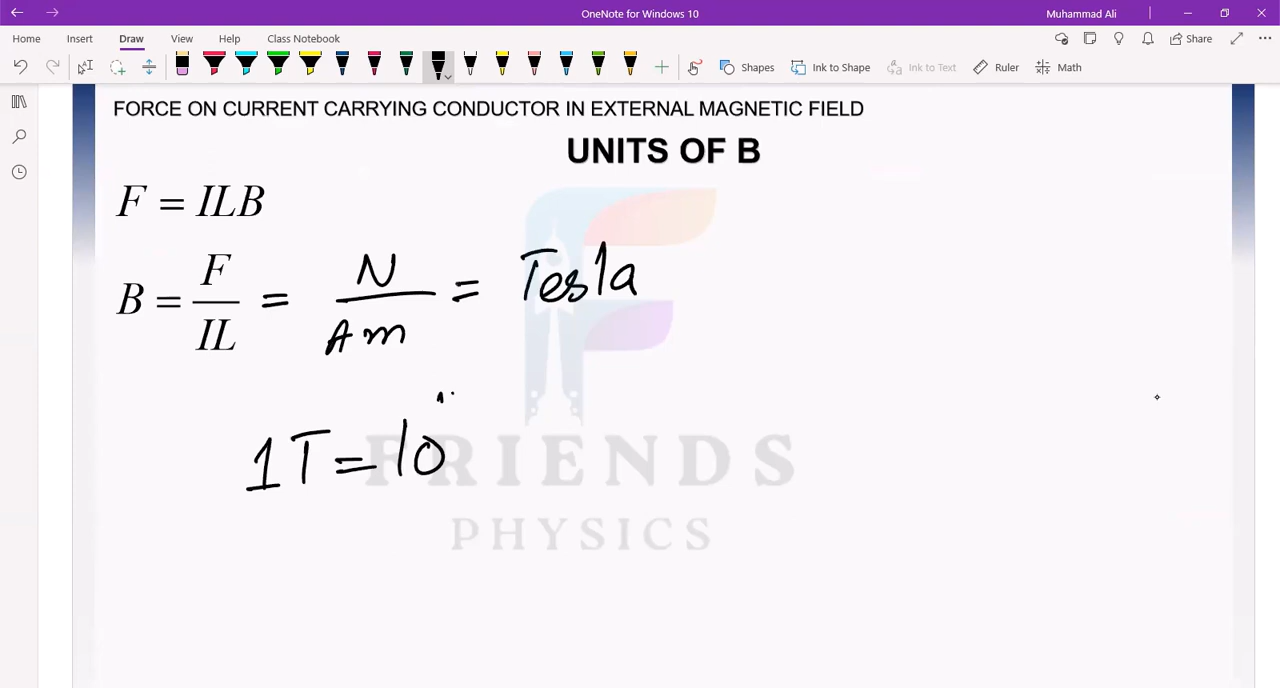 OneNote for Windows 10
Muhammad Ali
Home Insert Draw View Help Class Notebook
Share
Shapes Ink to Shape Ink to Text Ruler Math
FORCE ON CURRENT CARRYING CONDUCTOR IN EXTERNAL MAGNETIC FIELD
UNITS OF B
F = ILB
B = F/IL = N/Am = Tesla
1T = 10
FRIENDS
PHYSICS